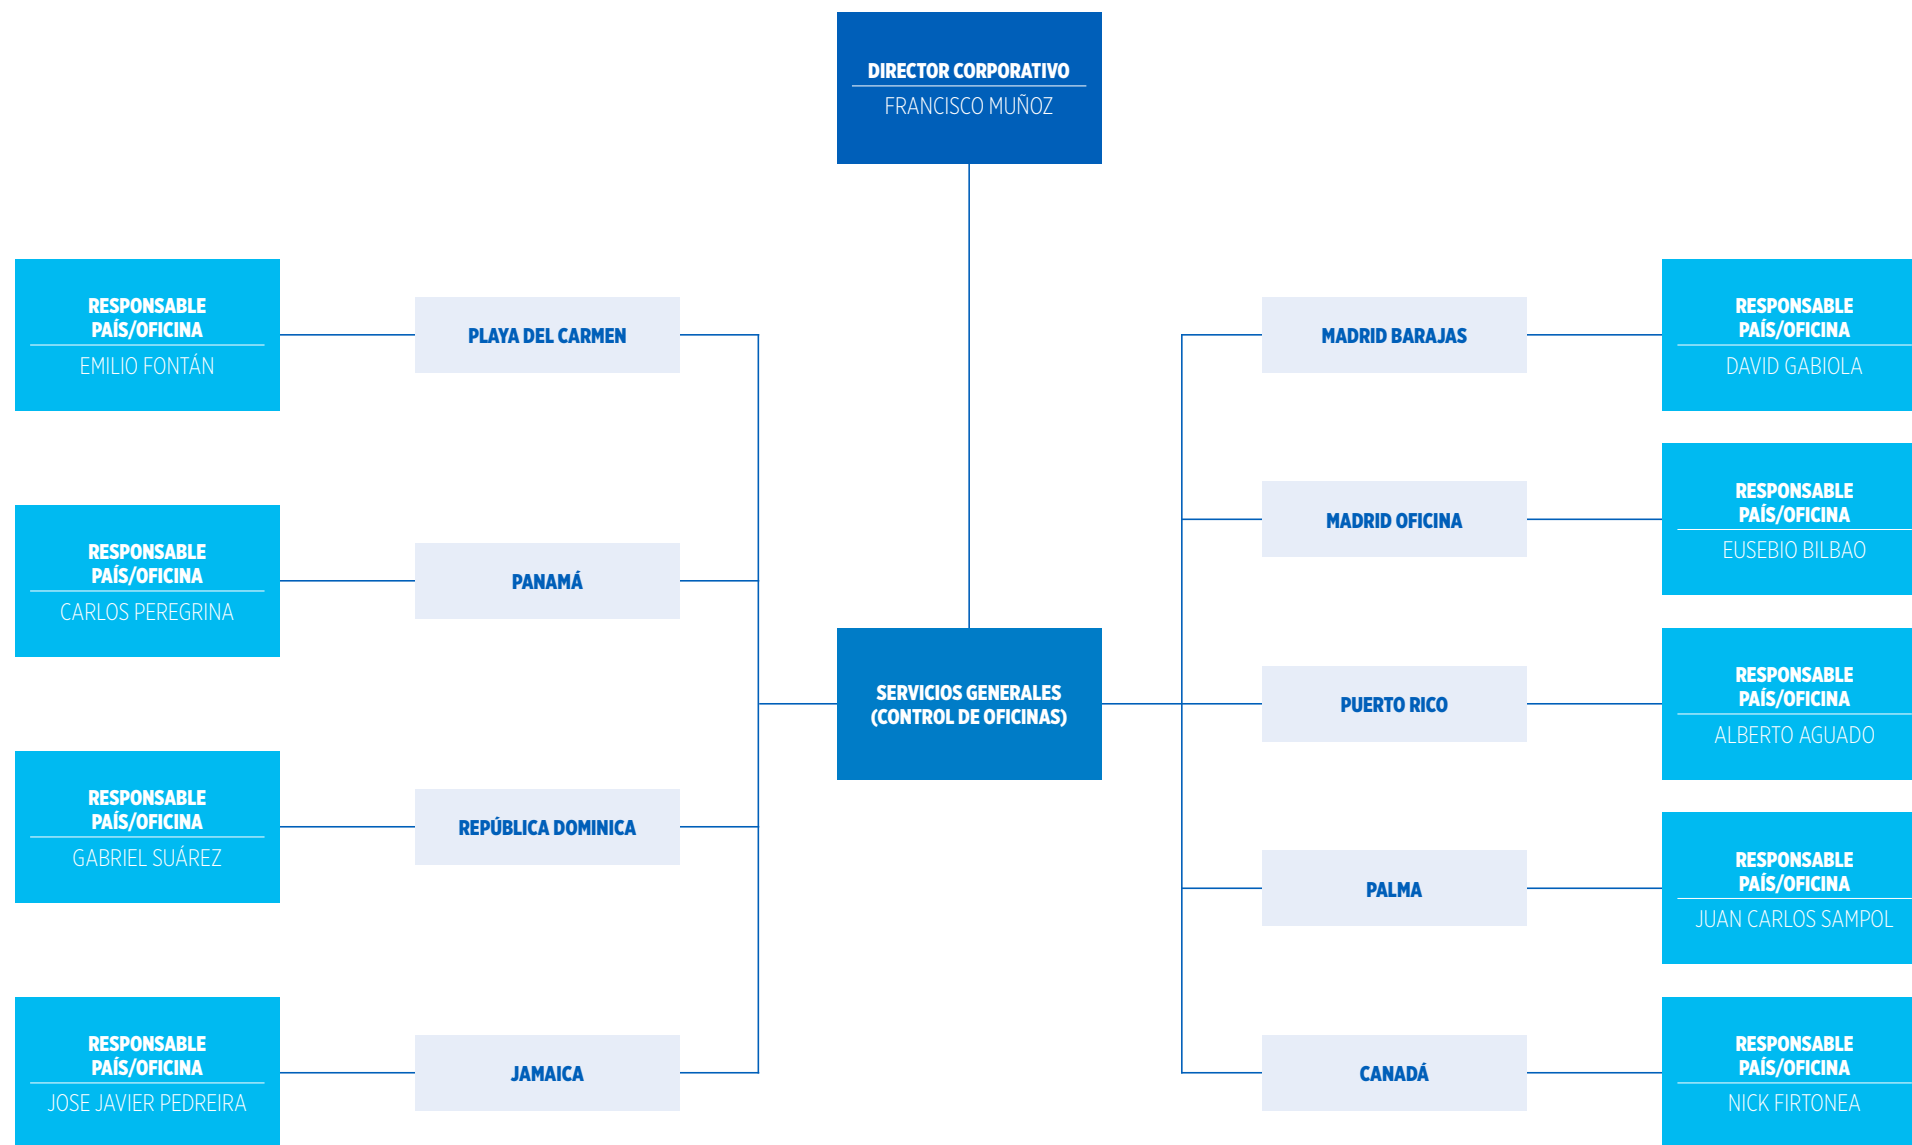 DIRECTOR CORPORATIVO
FRANCISCO MUÑOZ
RESPONSABLE
PAÍS/OFICINA
EMILIO FONTÁN
PLAYA DEL CARMEN
MADRID BARAJAS
RESPONSABLE
PAÍS/OFICINA
DAVID GABIOLA
MADRID OFICINA
RESPONSABLE
PAÍS/OFICINA
EUSEBIO BILBAO
RESPONSABLE
PAÍS/OFICINA
CARLOS PEREGRINA
PANAMÁ
SERVICIOS GENERALES
(CONTROL DE OFICINAS)
PUERTO RICO
RESPONSABLE
PAÍS/OFICINA
ALBERTO AGUADO
RESPONSABLE
PAÍS/OFICINA
GABRIEL SUÁREZ
REPÚBLICA DOMINICA
PALMA
RESPONSABLE
PAÍS/OFICINA
JUAN CARLOS SAMPOL
RESPONSABLE
PAÍS/OFICINA
JOSE JAVIER PEDREIRA
JAMAICA
CANADÁ
RESPONSABLE
PAÍS/OFICINA
NICK FIRTONEA